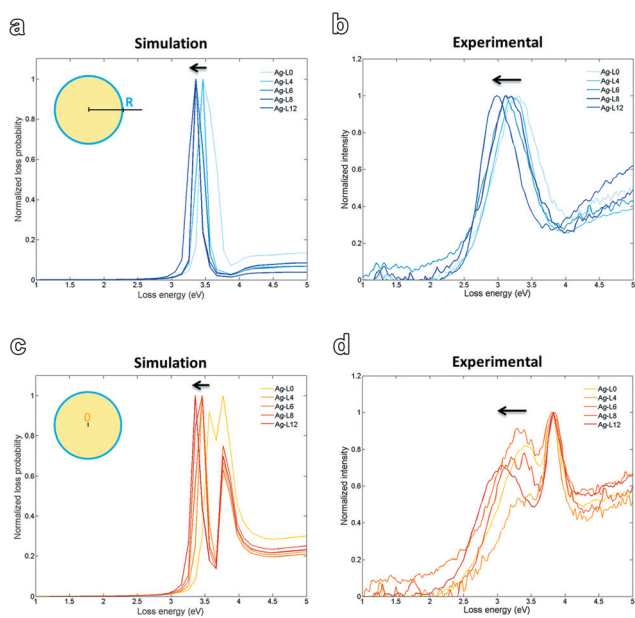 a
Simulation
R
Ag-L0
Ag-L4
Ag-L6
Ag-L8
Ag-L12
Normalized loss probability
1
0.8
0.6
0.4
0.2
0
1 1.5 2 2.5 3 3.5 4 4.5 5
Loss energy (eV)
b
Experimental
Ag-L0
Ag-L4
Ag-L6
Ag-L8
Ag-L12
Normalized intensity
1.2
1
0.8
0.6
0.4
0.2
0
1 1.5 2 2.5 3 3.5 4 4.5 5
Loss energy (eV)
c
Simulation
0
Ag-L0
Ag-L4
Ag-L6
Ag-L8
Ag-L12
Normalized loss probability
1
0.8
0.6
0.4
0.2
1 1.5 2 2.5 3 3.5 4 4.5 5
Loss energy (eV)
d
Experimental
Ag-L0
Ag-L4
Ag-L6
Ag-L8
Ag-L12
Normalized intensity
1.2
1
0.8
0.6
0.4
0.2
0
1 1.5 2 2.5 3 3.5 4 4.5 5
Loss energy (eV)